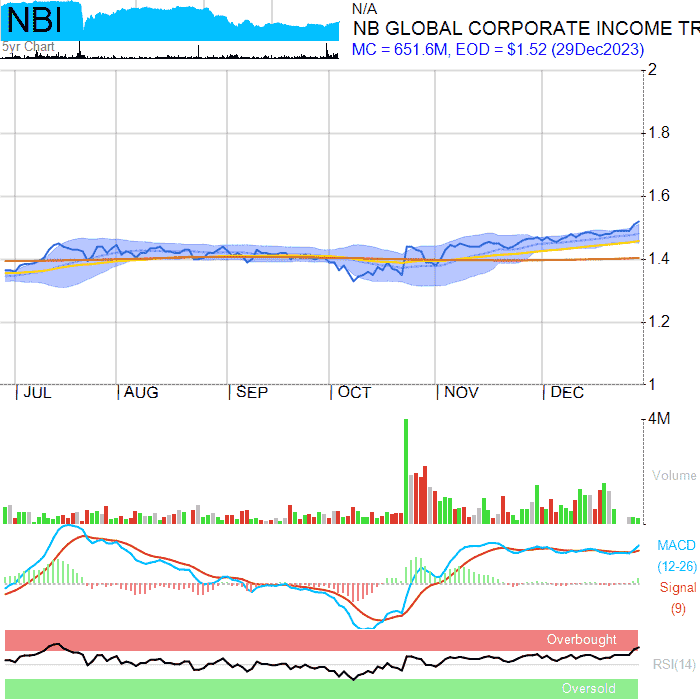 NBI
5yr Chart
N/A
NB GLOBAL CORPORATE INCOME TR
MC = 651.6M, EOD = $1.52 (29Dec2023)
2
1.8
1.6
1.4
1.2
1
JUL AUG SEP OCT NOV DEC
4M
Volume
MACD
(12-26)
Signal
(9)
Overbought
RSI(14)
Oversold